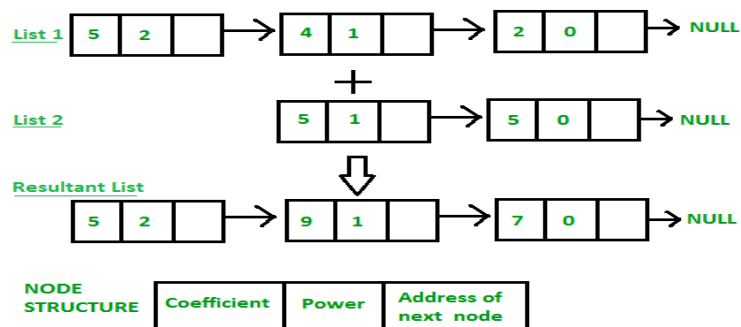 List 1 5 2 4 1 2 0 NULL
+
List 2 5 1 5 0 NULL
Resultant List
5 2 9 1 7 0 NULL
NODE STRUCTURE Coefficient Power Address of next node